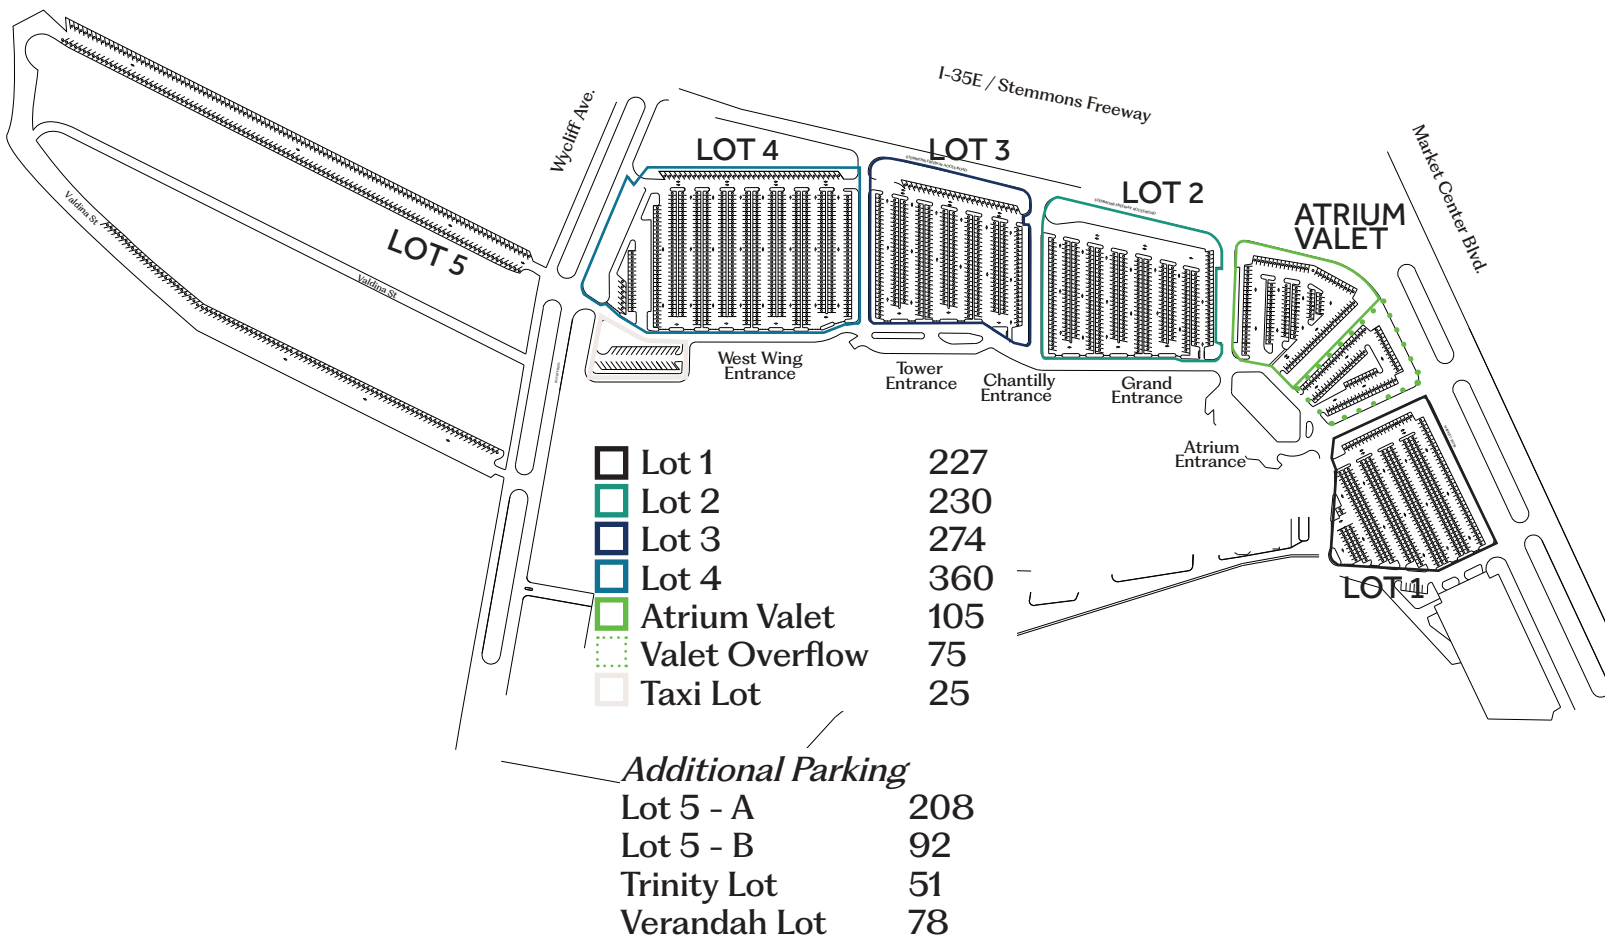 I-35E / Stemmons Freeway
Wycliff Ave.
Market Center Blvd.
LOT 4
LOT 3
LOT 2
ATRIUM
VALET
LOT 5
Valdina St.
Valdina St.
West Wing
Entrance
Tower
Entrance
Chantilly
Entrance
Grand
Entrance
Atrium
Entrance
LOT 1
Lot 1 227
Lot 2 230
Lot 3 274
Lot 4 360
Atrium Valet 105
Valet Overflow 75
Taxi Lot 25
Additional Parking
Lot 5 - A 208
Lot 5 - B 92
Trinity Lot 51
Verandah Lot 78